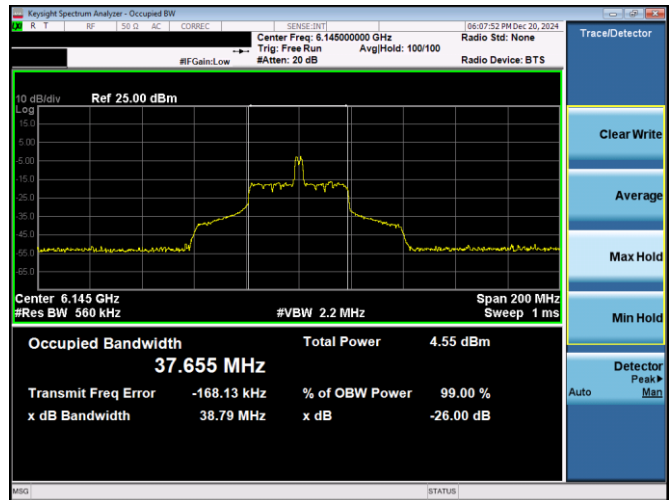 Keysight Spectrum Analyzer - Occupied BW
R T RF 50 Ω AC CORREC SENSE:INT 06:07:52 PM Dec 20, 2024
Center Freq: 6.145000000 GHz Radio Std: None
Trig: Free Run Avg|Hold: 100/100
#IFGain:Low #Atten: 20 dB Radio Device: BTS
Trace/Detector
10 dB/div Ref 25.00 dBm
Log
15.0
5.00
-5.00
-15.0
-25.0
-35.0
-45.0
-55.0
-65.0
Center 6.145 GHz Span 200 MHz
#Res BW 560 kHz #VBW 2.2 MHz Sweep 1 ms
Occupied Bandwidth Total Power 4.55 dBm
37.655 MHz
Transmit Freq Error -168.13 kHz % of OBW Power 99.00 %
x dB Bandwidth 38.79 MHz x dB -26.00 dB
Clear Write
Average
Max Hold
Min Hold
Detector
Peak▶
Auto Man
MSG STATUS